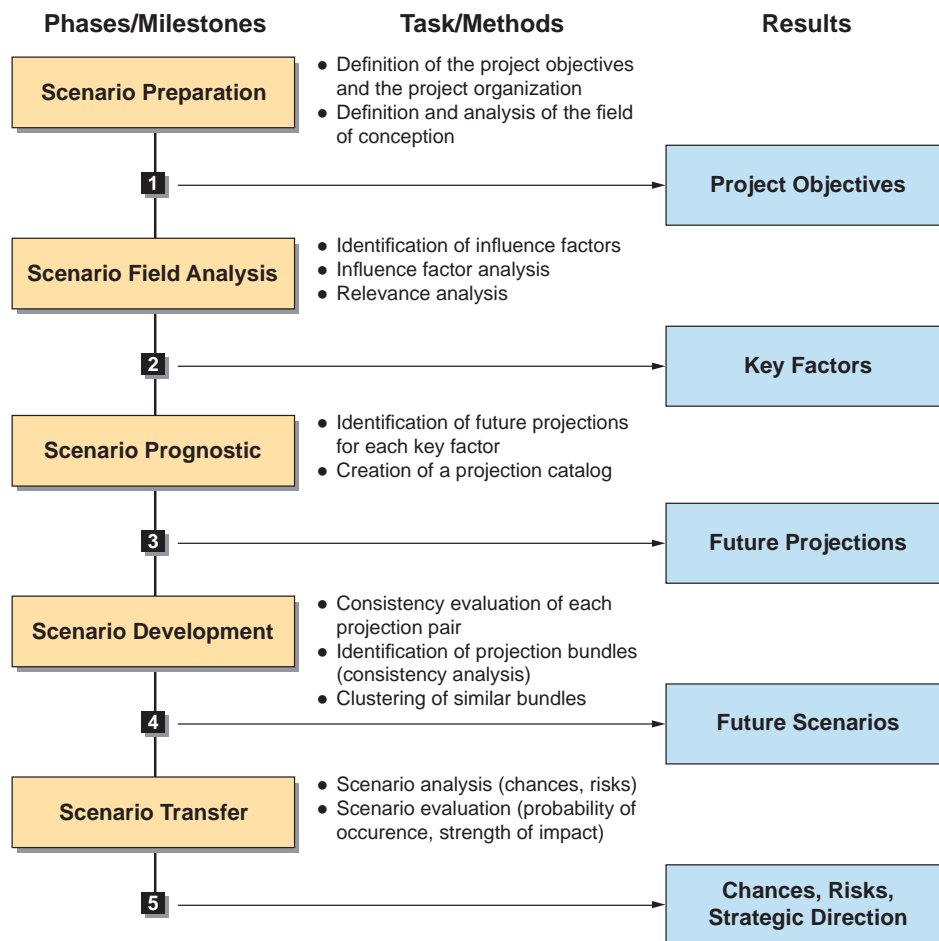 Phases/Milestones
Task/Methods
Results
Scenario Preparation
● Definition of the project objectives
and the project organization
● Definition and analysis of the field
of conception
1
Project Objectives
Scenario Field Analysis
● Identification of influence factors
● Influence factor analysis
● Relevance analysis
2
Key Factors
Scenario Prognostic
● Identification of future projections
for each key factor
● Creation of a projection catalog
3
Future Projections
Scenario Development
● Consistency evaluation of each
projection pair
● Identification of projection bundles
(consistency analysis)
● Clustering of similar bundles
4
Future Scenarios
Scenario Transfer
● Scenario analysis (chances, risks)
● Scenario evaluation (probability of
occurence, strength of impact)
5
Chances, Risks,
Strategic Direction